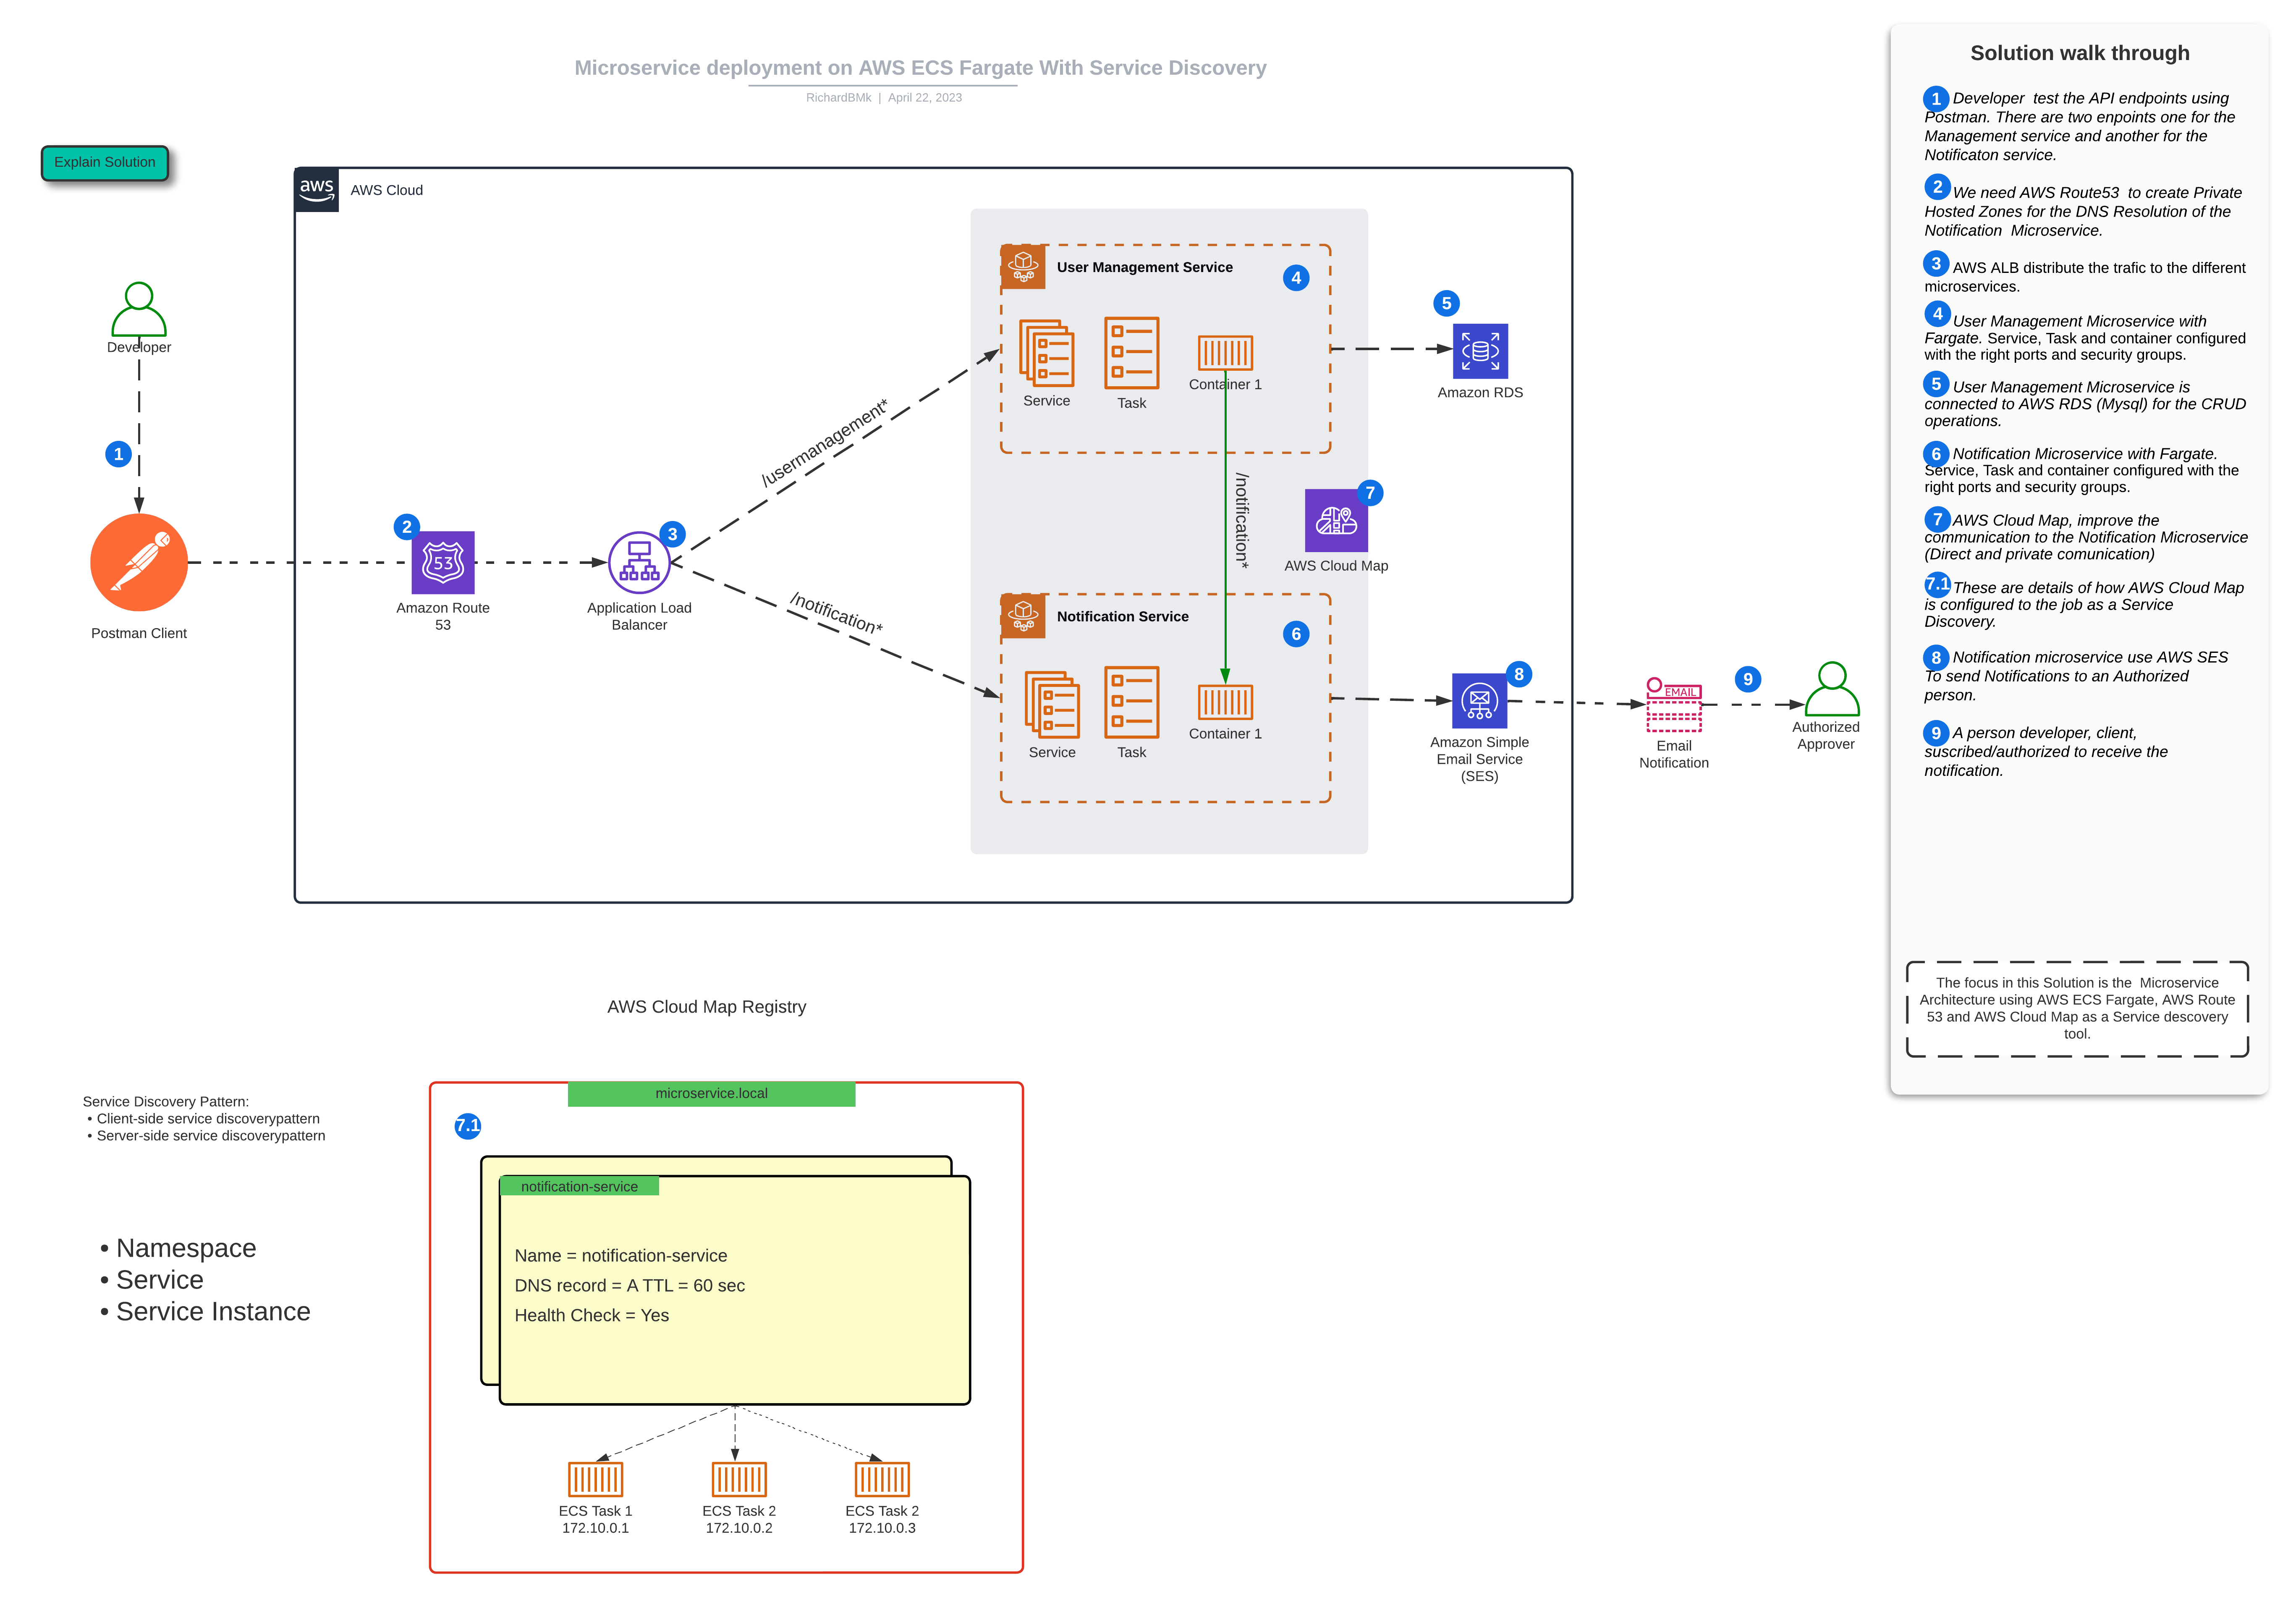 Microservice deployment on AWS ECS Fargate With Service Discovery
RichardBMk | April 22, 2023
Explain Solution
aws
AWS Cloud
Developer
1
Postman Client
2
53
Amazon Route
53
3
Application Load
Balancer
/usermanagement*
/notification*
User Management Service
4
Service
Task
Container 1
/notification*
5
Amazon RDS
7
AWS Cloud Map
Notification Service
6
Service
Task
Container 1
8
Amazon Simple
Email Service
(SES)
EMAIL
Email
Notification
9
Authorized
Approver
Solution walk through
1 Developer test the API endpoints using
Postman. There are two enpoints one for the
Management service and another for the
Notificaton service.
2 We need AWS Route53 to create Private
Hosted Zones for the DNS Resolution of the
Notification Microservice.
3 AWS ALB distribute the trafic to the different
microservices.
4 User Management Microservice with
Fargate. Service, Task and container configured
with the right ports and security groups.
5 User Management Microservice is
connected to AWS RDS (Mysql) for the CRUD
operations.
6 Notification Microservice with Fargate.
Service, Task and container configured with the
right ports and security groups.
7 AWS Cloud Map, improve the
communication to the Notification Microservice
(Direct and private comunication)
7.1 These are details of how AWS Cloud Map
is configured to the job as a Service
Discovery.
8 Notification microservice use AWS SES
To send Notifications to an Authorized
person.
9 A person developer, client,
suscribed/authorized to receive the
notification.
The focus in this Solution is the Microservice
Architecture using AWS ECS Fargate, AWS Route
53 and AWS Cloud Map as a Service descovery
tool.
AWS Cloud Map Registry
Service Discovery Pattern:
• Client-side service discoverypattern
• Server-side service discoverypattern
• Namespace
• Service
• Service Instance
microservice.local
7.1
notification-service
Name = notification-service
DNS record = A TTL = 60 sec
Health Check = Yes
ECS Task 1
172.10.0.1
ECS Task 2
172.10.0.2
ECS Task 2
172.10.0.3